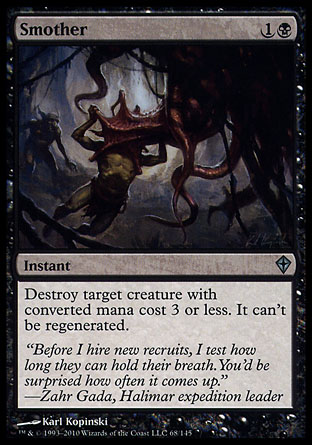 Smother 1
Instant
Destroy target creature with
converted mana cost 3 or less. It can't
be regenerated.
"Before I hire new recruits, I test how
long they can hold their breath. You'd be
surprised how often it comes up."
—Zahr Gada, Halimar expedition leader
Karl Kopinski
™ & © 1993–2010 Wizards of the Coast LLC 68/145